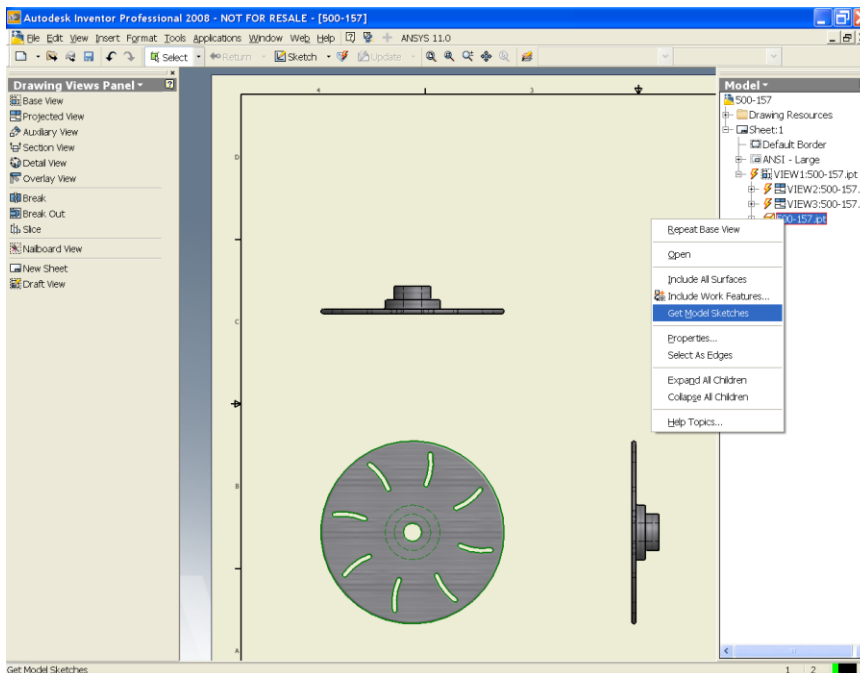 Autodesk Inventor Professional 2008 - NOT FOR RESALE - [500-157]
File Edit View Insert Format Tools Applications Window Web Help ANSYS 11.0
Select Return Sketch Update
Drawing Views Panel
Base View
Projected View
Auxiliary View
Section View
Detail View
Overlay View
Break
Break Out
Slice
Nailboard View
New Sheet
Draft View
4 3
D
C
B
A
Model
500-157
Drawing Resources
Sheet:1
Default Border
ANSI - Large
VIEW1:500-157.ipt
VIEW2:500-157.
VIEW3:500-157.
500-157.ipt
Repeat Base View
Open
Include All Surfaces
Include Work Features...
Get Model Sketches
Properties...
Select As Edges
Expand All Children
Collapse All Children
Help Topics...
Get Model Sketches
1 2